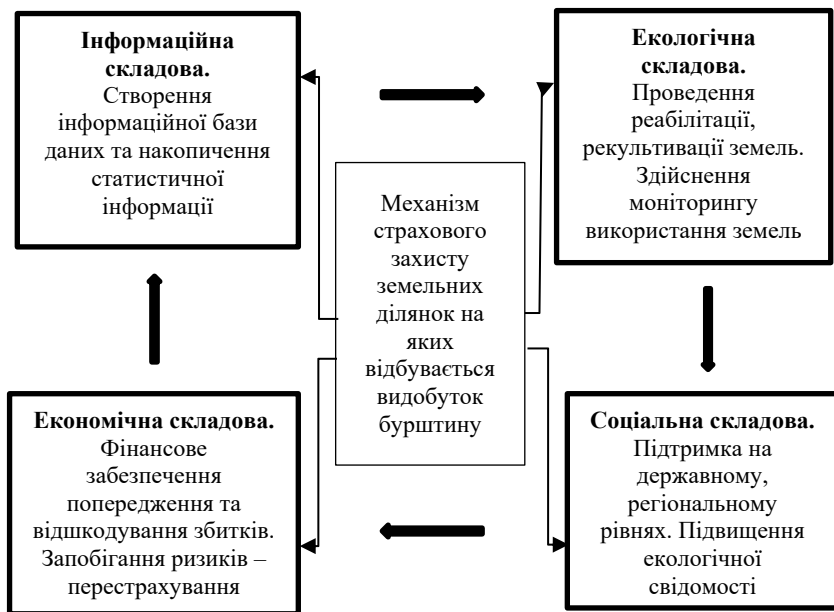 Інформаційна
складова.
Створення
інформаційної бази
даних та накопичення
статистичної
інформації
Екологічна
складова.
Проведення
реабілітації,
рекультивації земель.
Здійснення
моніторингу
використання земель
Механізм
страхового
захисту
земельних
ділянок на
яких
відбувається
видобуток
бурштину
Економічна складова.
Фінансове
забезпечення
попередження та
відшкодування збитків.
Запобігання ризиків –
перестрахування
Соціальна складова.
Підтримка на
державному,
регіональному
рівнях. Підвищення
екологічної
свідомості